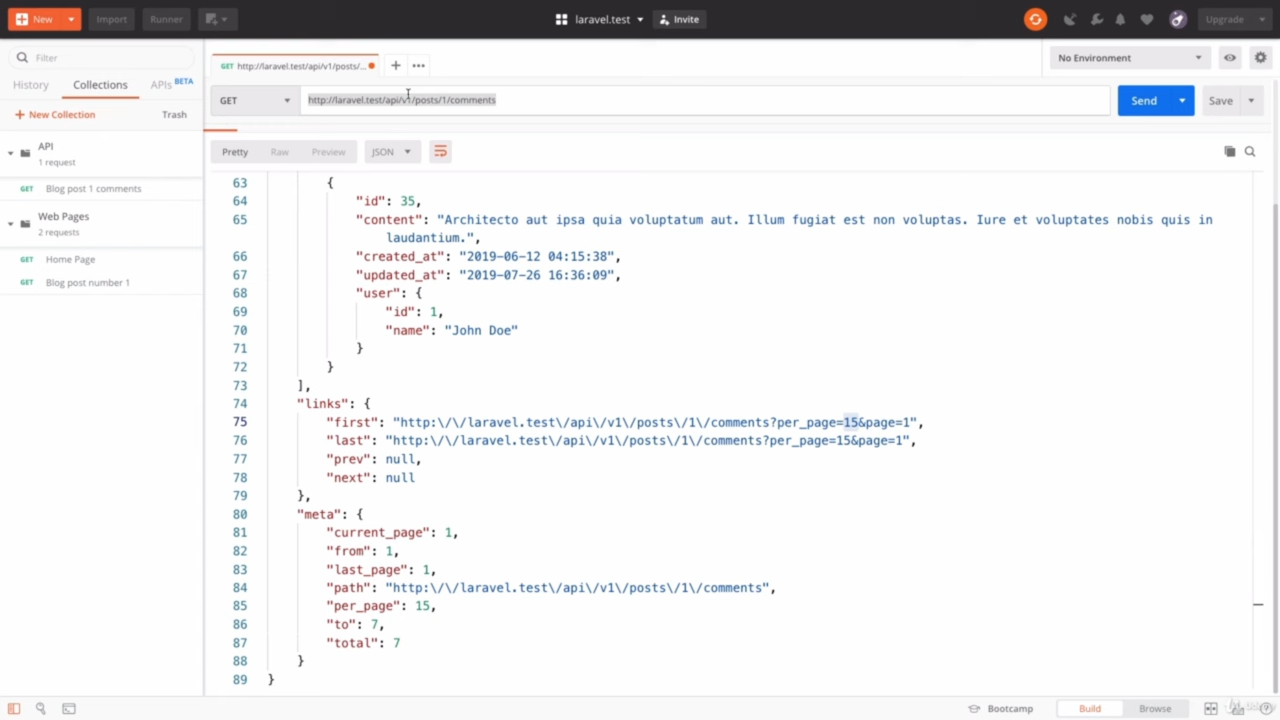 New
Import
Runner
laravel.test
Invite
Upgrade
Filter
GET http://laravel.test/api/v1/posts/...
No Environment
History
Collections
APIs BETA
GET
http://laravel.test/api/v1/posts/1/comments
Send
Save
New Collection
Trash
Pretty
Raw
Preview
JSON
API
1 request
GET Blog post 1 comments
Web Pages
2 requests
GET Home Page
GET Blog post number 1
63 {
64 "id": 35,
65 "content": "Architecto aut ipsa quia voluptatum aut. Illum fugiat est non voluptas. Iure et voluptates nobis quis in
laudantium.",
66 "created_at": "2019-06-12 04:15:38",
67 "updated_at": "2019-07-26 16:36:09",
68 "user": {
69 "id": 1,
70 "name": "John Doe"
71 }
72 }
73 ],
74 "links": {
75 "first": "http:\/\/laravel.test\/api\/v1\/posts\/1\/comments?per_page=15&page=1",
76 "last": "http:\/\/laravel.test\/api\/v1\/posts\/1\/comments?per_page=15&page=1",
77 "prev": null,
78 "next": null
79 },
80 "meta": {
81 "current_page": 1,
82 "from": 1,
83 "last_page": 1,
84 "path": "http:\/\/laravel.test\/api\/v1\/posts\/1\/comments",
85 "per_page": 15,
86 "to": 7,
87 "total": 7
88 }
89 }
Bootcamp
Build
Browse